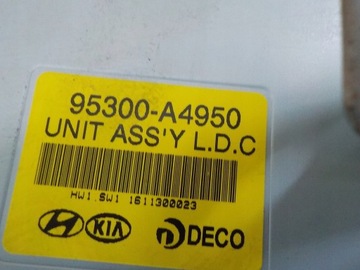 95300-A4950
UNIT ASS'Y L.D.C
HW1.SW1 1611300023
KIA DECO